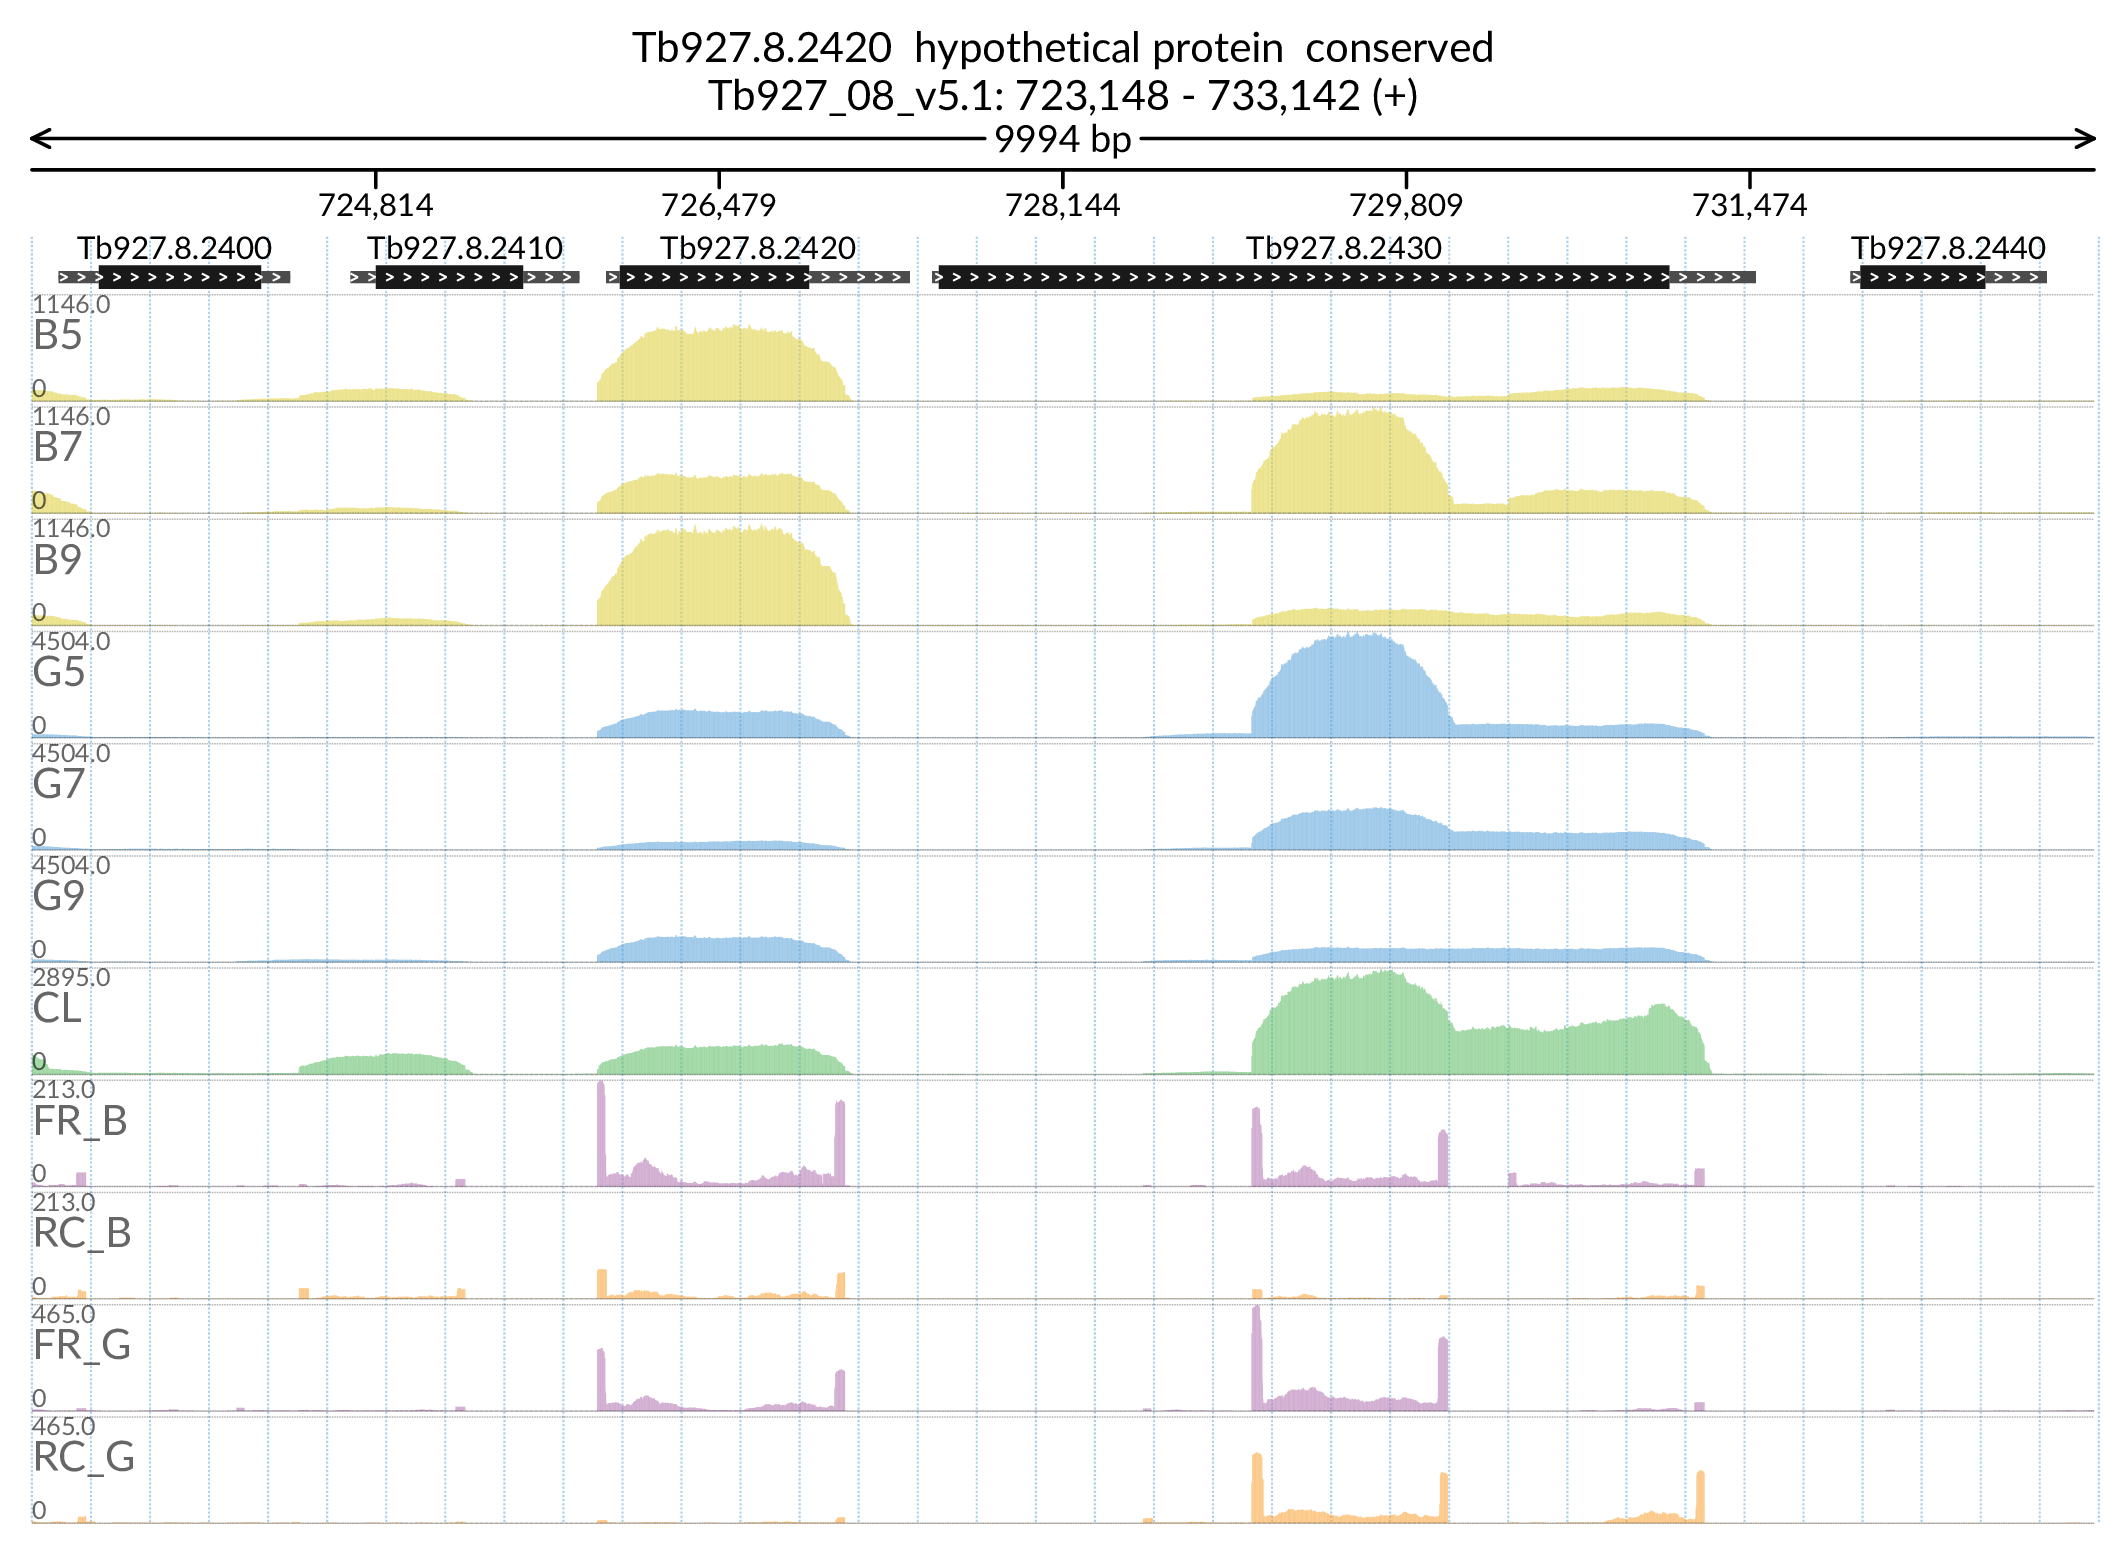 Tb927.8.2420 hypothetical protein conserved
Tb927_08_v5.1: 723,148 - 733,142 (+)
9994 bp
724,814 726,479 728,144 729,809 731,474
Tb927.8.2400 Tb927.8.2410 Tb927.8.2420 Tb927.8.2430 Tb927.8.2440
1146.0
B5
0
1146.0
B7
0
1146.0
B9
0
4504.0
G5
0
4504.0
G7
0
4504.0
G9
0
2895.0
CL
0
213.0
FR_B
0
213.0
RC_B
0
465.0
FR_G
0
465.0
RC_G
0